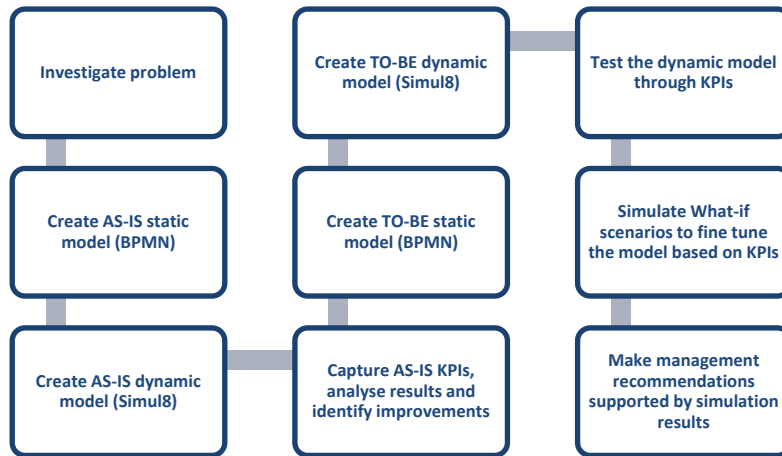 Investigate problem
Create AS-IS static
model (BPMN)
Create AS-IS dynamic
model (Simul8)
Capture AS-IS KPIs,
analyse results and
identify improvements
Create TO-BE static
model (BPMN)
Create TO-BE dynamic
model (Simul8)
Test the dynamic model
through KPIs
Simulate What-if
scenarios to fine tune
the model based on KPIs
Make management
recommendations
supported by simulation
results